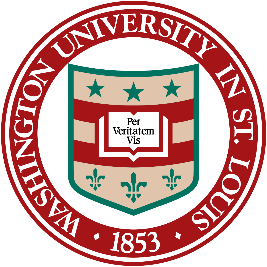 WASHINGTON UNIVERSITY IN ST. LOUIS
Per
Veritatem
Vis
1853